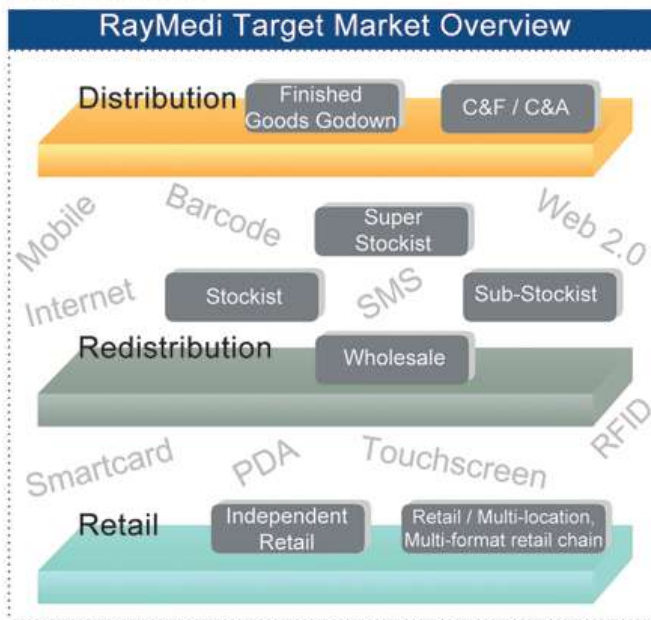 RayMedi Target Market Overview
Distribution
Finished
Goods Godown
C&F / C&A
Mobile
Barcode
Super
Stockist
Web 2.0
Internet
Stockist
SMS
Sub-Stockist
Redistribution
Wholesale
RFID
Smartcard
PDA
Touchscreen
Retail
Independent
Retail
Retail / Multi-location,
Multi-format retail chain